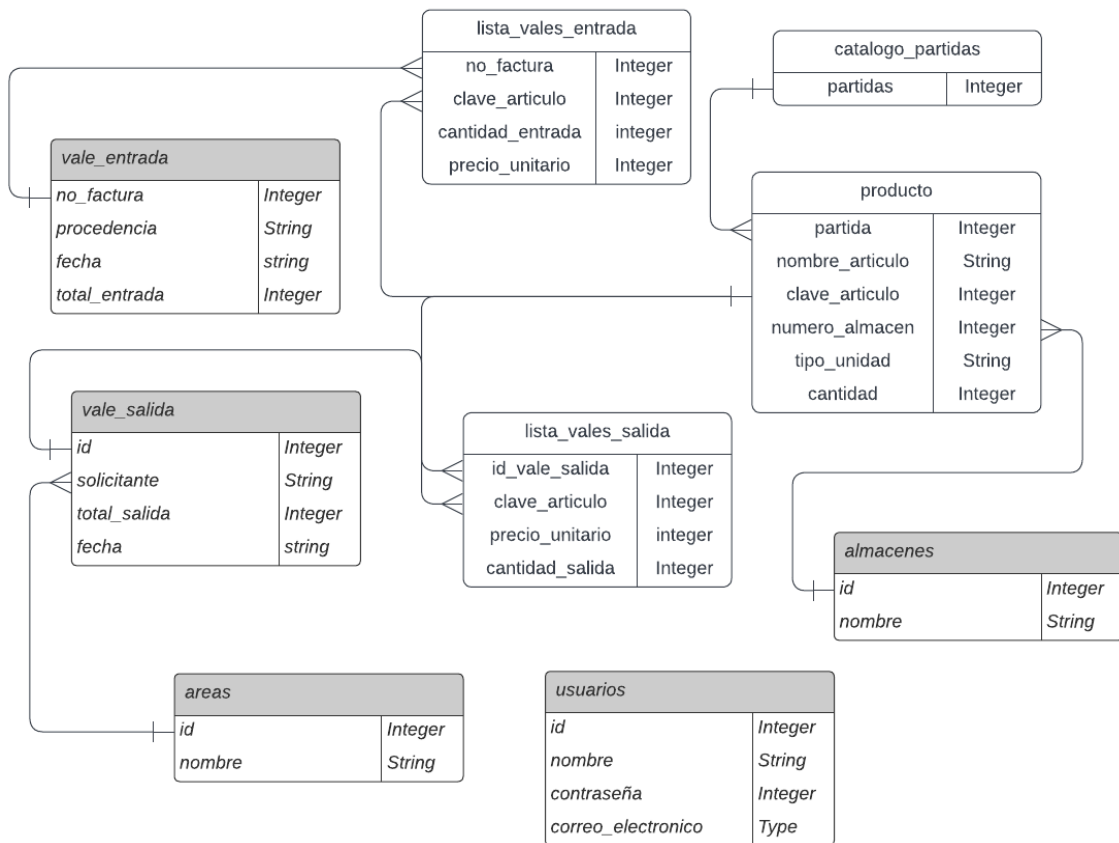 lista_vales_entrada
no_factura Integer
clave_articulo Integer
cantidad_entrada integer
precio_unitario Integer
catalogo_partidas
partidas Integer
vale_entrada
no_factura Integer
procedencia String
fecha string
total_entrada Integer
producto
partida Integer
nombre_articulo String
clave_articulo Integer
numero_almacen Integer
tipo_unidad String
cantidad Integer
vale_salida
id Integer
solicitante String
total_salida Integer
fecha string
lista_vales_salida
id_vale_salida Integer
clave_articulo Integer
precio_unitario integer
cantidad_salida Integer
almacenes
id Integer
nombre String
areas
id Integer
nombre String
usuarios
id Integer
nombre String
contraseña Integer
correo_electronico Type